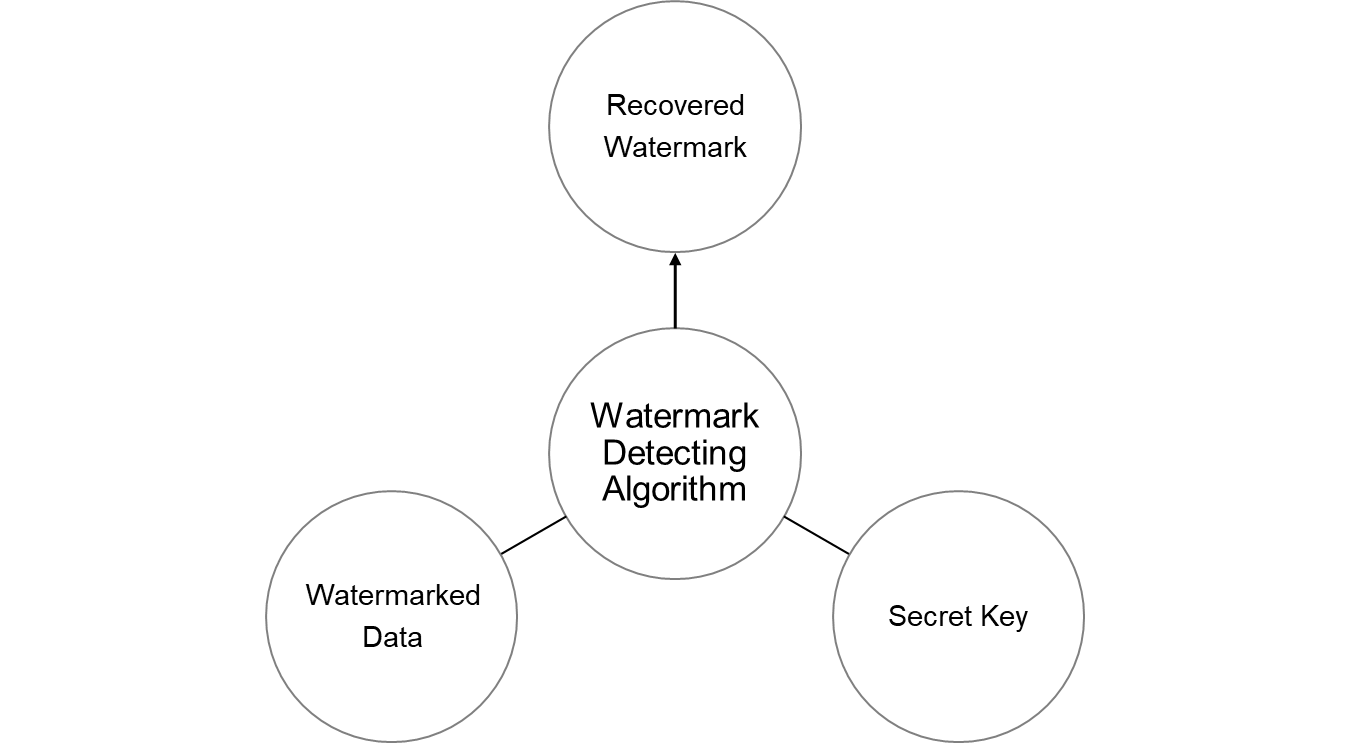 Recovered
Watermark
Watermark
Detecting
Algorithm
Watermarked
Data
Secret Key